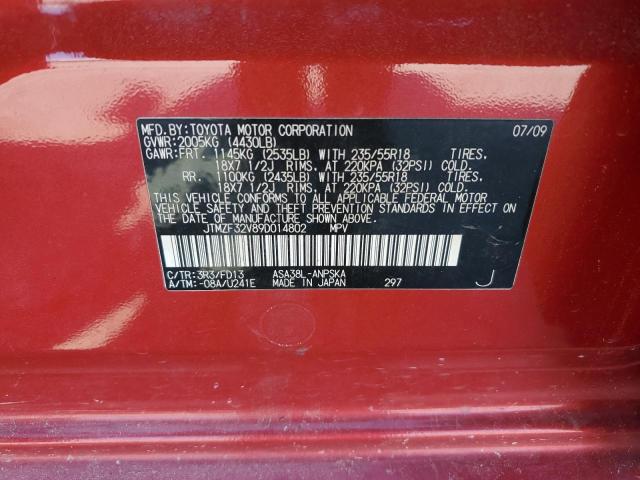 MFD.BY:TOYOTA MOTOR CORPORATION 07/09
GVWR:2005KG (4430LB)
GAWR:FRT. 1145KG (2535LB) WITH 235/55R18 TIRES.
18X7 1/2J RIMS. AT 220KPA (32PSI) COLD.
RR. 1100KG (2435LB) WITH 235/55R18 TIRES.
18X7 1/2J RIMS. AT 220KPA (32PSI) COLD.
THIS VEHICLE CONFORMS TO ALL APPLICABLE FEDERAL MOTOR
VEHICLE SAFETY AND THEFT PREVENTION STANDARDS IN EFFECT ON
THE DATE OF MANUFACTURE SHOWN ABOVE.
JTMZF32V89D014802 MPV
C/TR:3R3/FD13 ASA38L-ANPSKA
A/TM:-08A/U241E MADE IN JAPAN 297 J